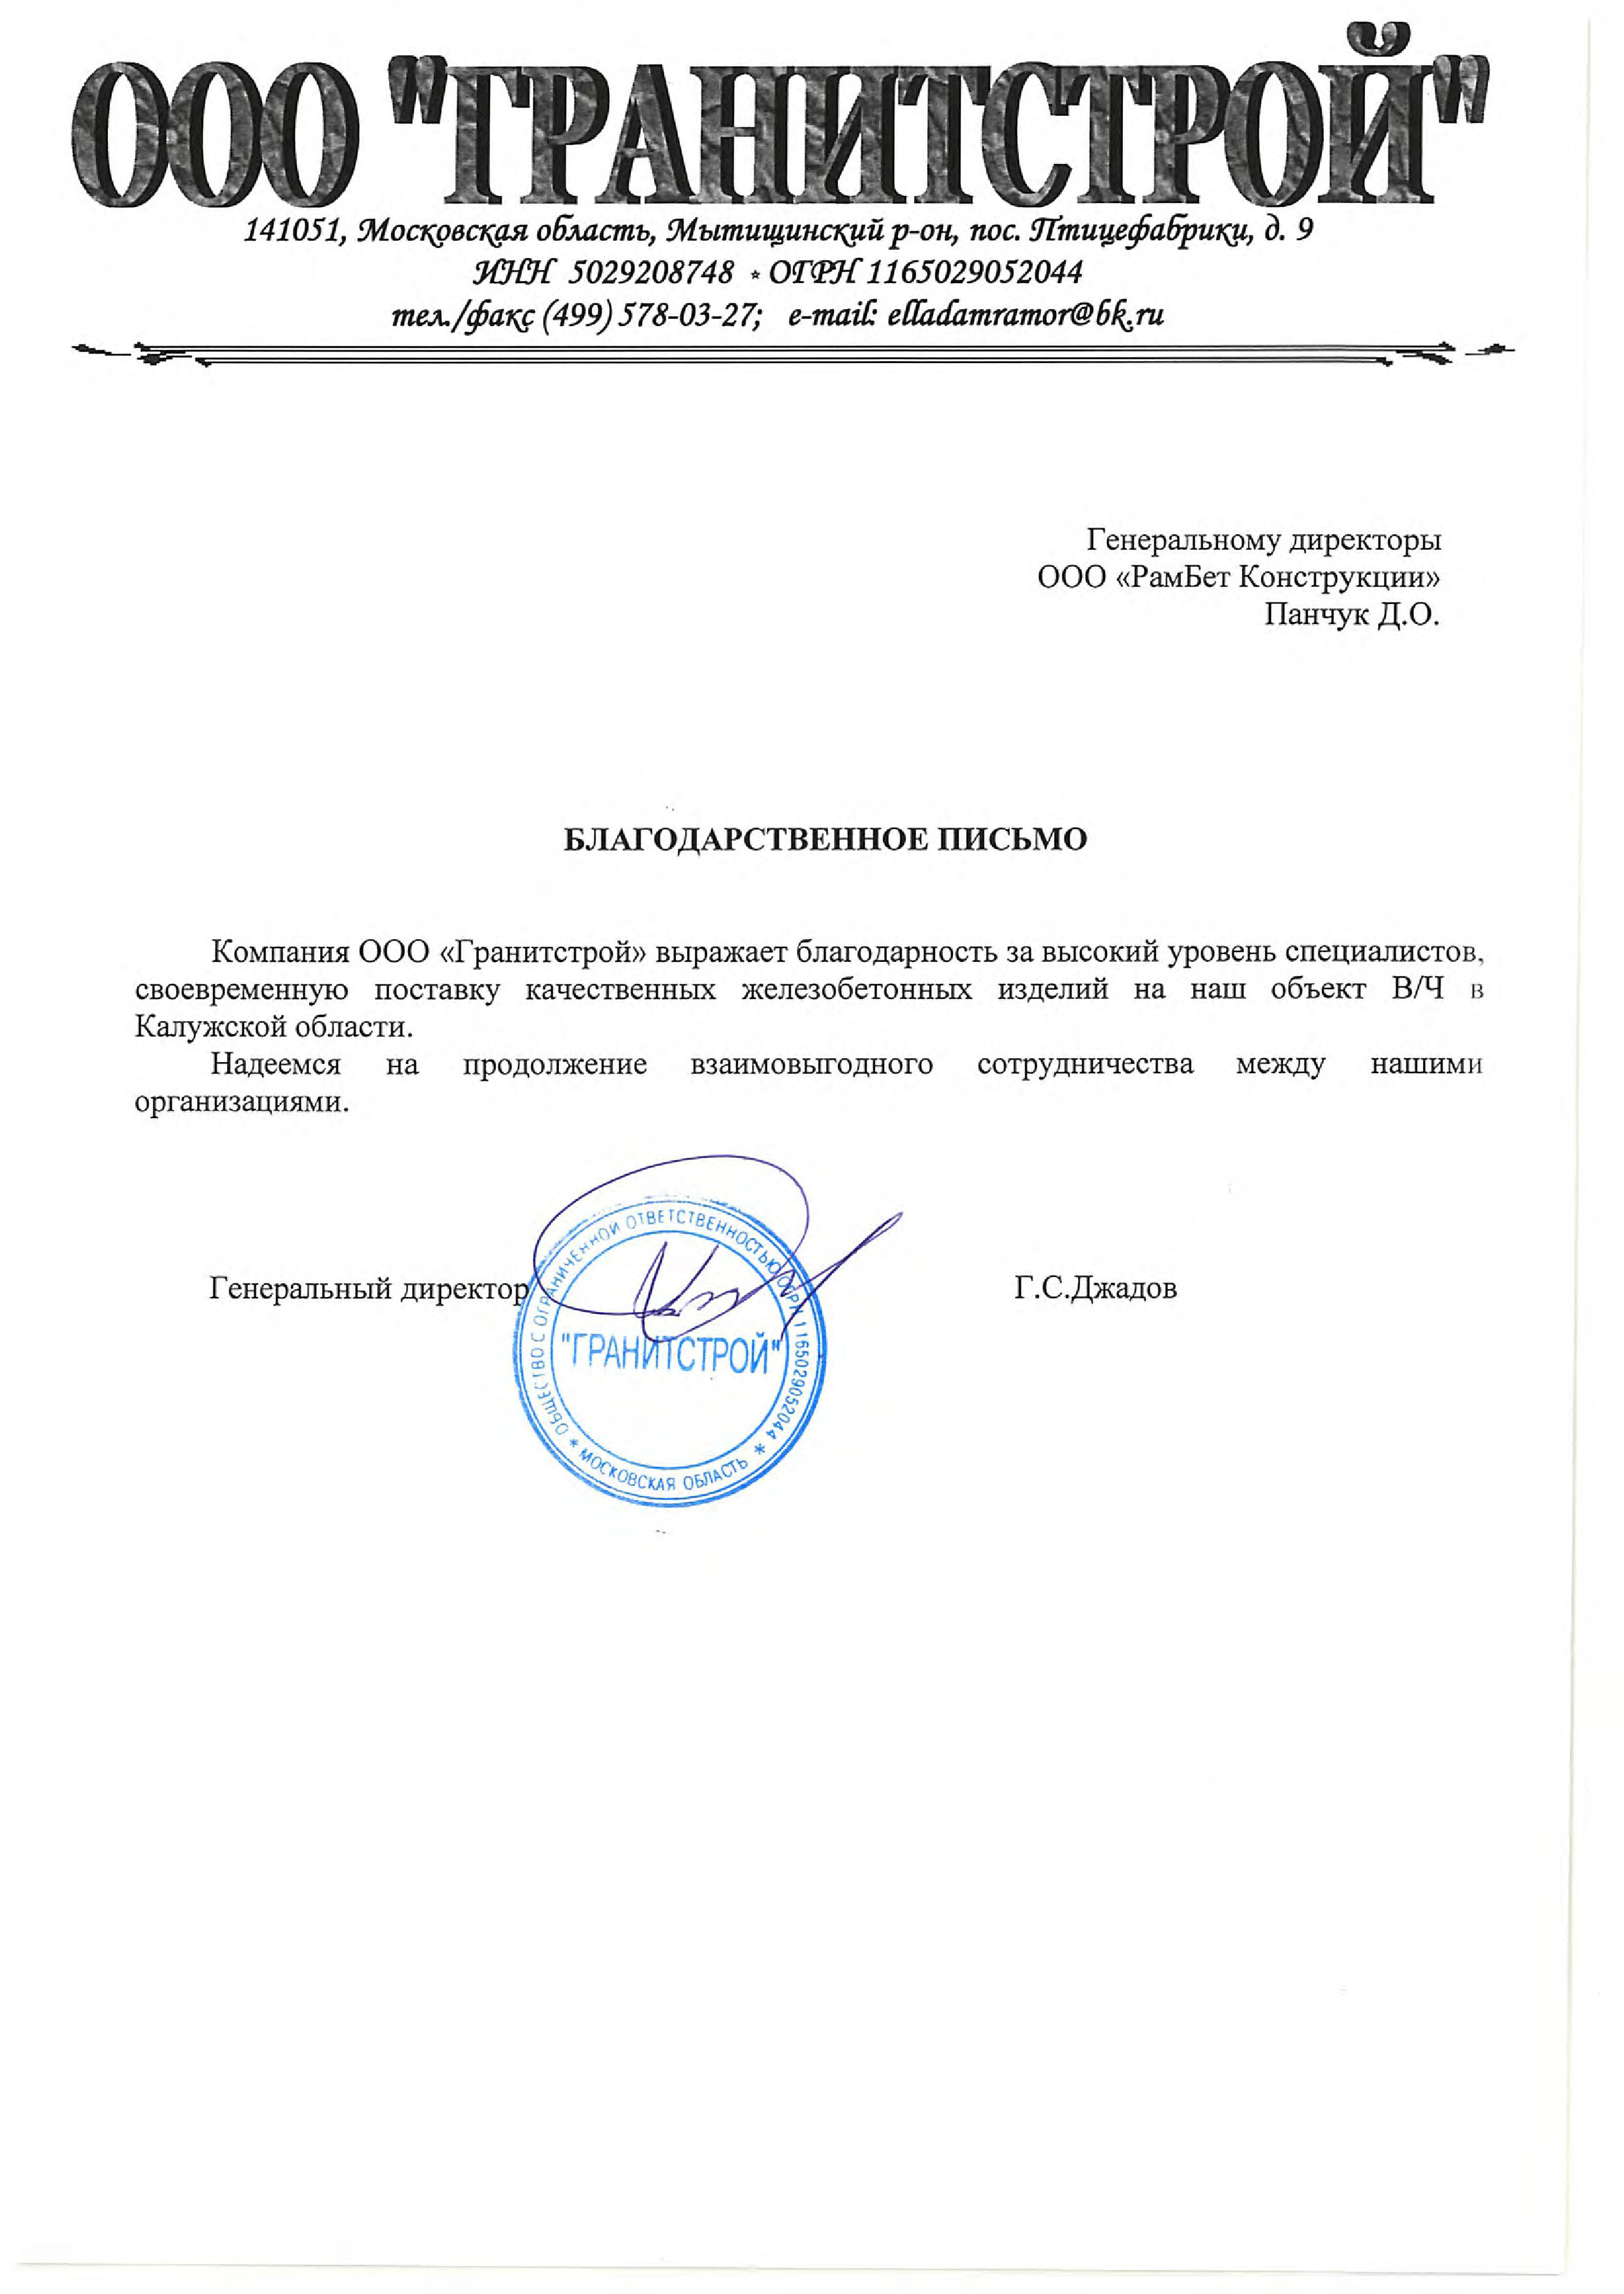 ООО "ГРАНИТСТРОЙ"
141051, Московская область, Мытищинский р-он, пос. Птицефабрики, д. 9
ИНН 5029208748 * ОГРН 1165029052044
тел./факс (499) 578-03-27; e-mail: elladamramor@bk.ru
Генеральному директоры
ООО «РамБет Конструкции»
Панчук Д.О.
БЛАГОДАРСТВЕННОЕ ПИСЬМО
Компания ООО «Гранитстрой» выражает благодарность за высокий уровень специалистов,
своевременную поставку качественных железобетонных изделий на наш объект В/Ч в
Калужской области.
Надеемся на продолжение взаимовыгодного сотрудничества между нашими
организациями.
Генеральный директор Г.С.Джадов
ОБЩЕСТВО С ОГРАНИЧЕННОЙ ОТВЕТСТВЕННОСТЬЮ ОГРН 1165029052044
"ГРАНИТСТРОЙ"
* МОСКОВСКАЯ ОБЛАСТЬ *